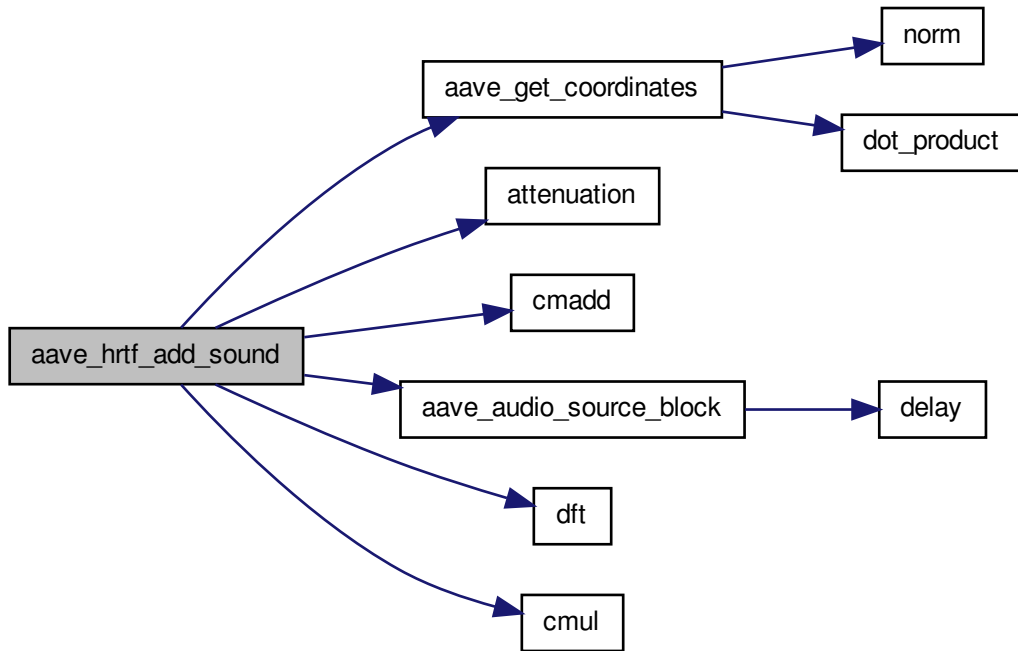 norm
aave_get_coordinates
dot_product
attenuation
cmadd
aave_hrtf_add_sound
aave_audio_source_block
delay
dft
cmul